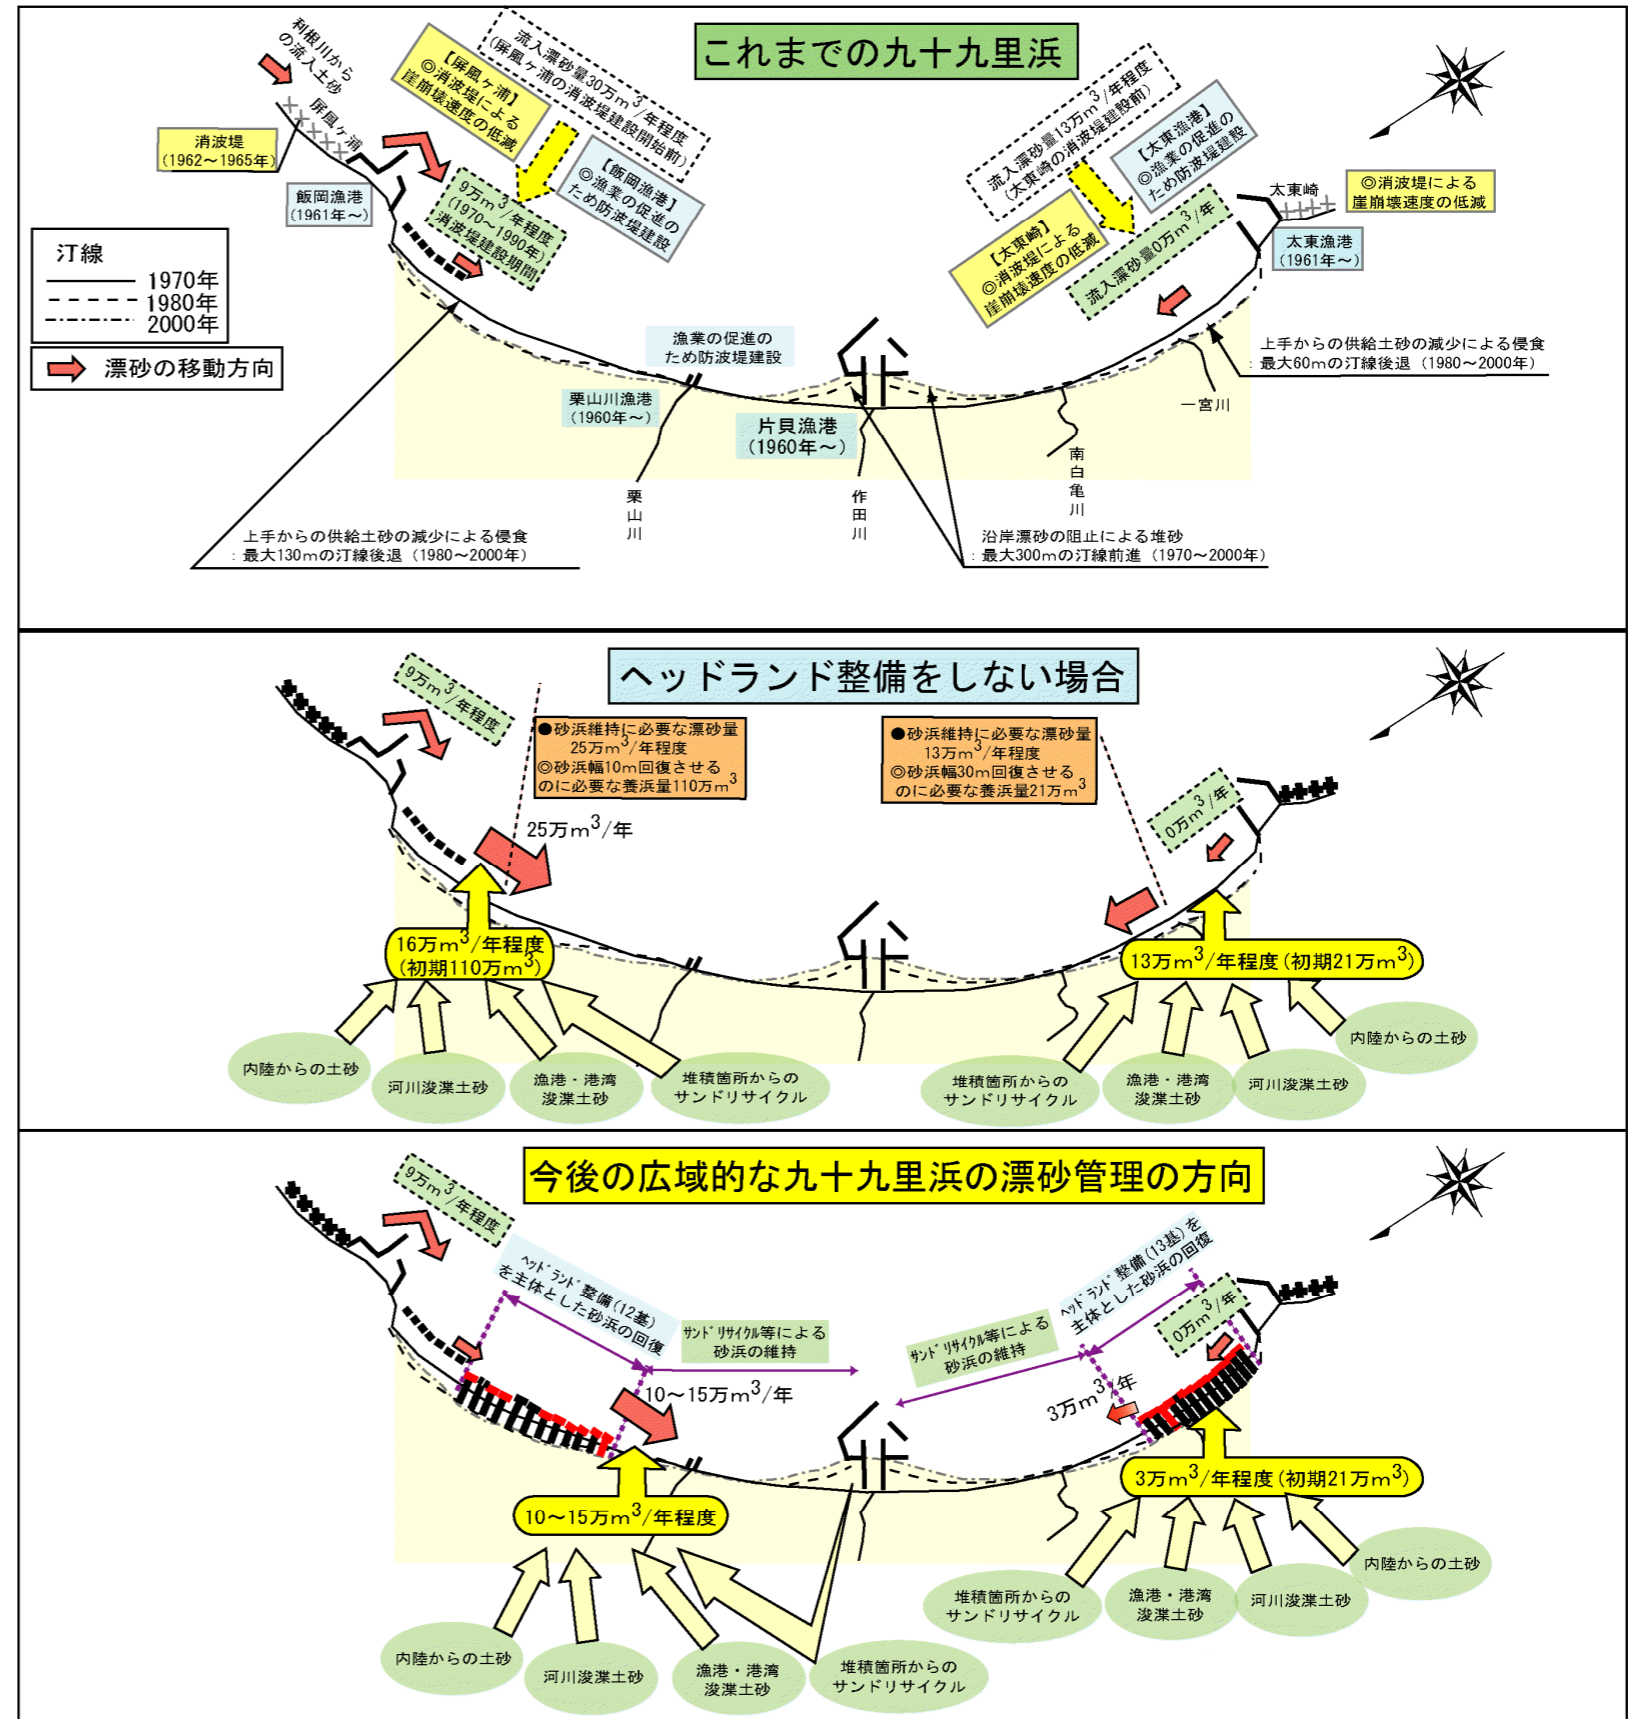 これまでの九十九里浜
利根川から
の流入土砂
屏風ヶ浦
消波堤
(1962～1965年)
飯岡漁港
(1961年～)
【屏風ヶ浦】
◎消波堤による
崖崩壊速度の低減
流入漂砂量30万m³/年程度
(屏風ヶ浦の消波堤建設開始前)
9万m³/年程度
(1970～1990年)
消波堤建設期間
【飯岡漁港】
◎漁業の促進の
ため防波堤建設
流入漂砂量13万m³/年程度
(太東崎の消波堤建設前)
【太東漁港】
◎漁業の促進の
ため防波堤建設
【太東崎】
◎消波堤による
崖崩壊速度の低減
流入漂砂量0万m³/年
太東崎
◎消波堤による
崖崩壊速度の低減
太東漁港
(1961年～)
汀線
1970年
1980年
2000年
漂砂の移動方向
漁業の促進の
ため防波堤建設
栗山川漁港
(1960年～)
片貝漁港
(1960年～)
上手からの供給土砂の減少による侵食
：最大60mの汀線後退（1980～2000年）
一宮川
南白亀川
栗山川
作田川
上手からの供給土砂の減少による侵食
：最大130mの汀線後退（1980～2000年）
沿岸漂砂の阻止による堆砂
：最大300mの汀線前進（1970～2000年）
ヘッドランド整備をしない場合
9万m³/年程度
●砂浜維持に必要な漂砂量
25万m³/年程度
◎砂浜幅10m回復させる
のに必要な養浜量110万m³
●砂浜維持に必要な漂砂量
13万m³/年程度
◎砂浜幅30m回復させる
のに必要な養浜量21万m³
25万m³/年
0万m³/年
16万m³/年程度
(初期110万m³)
13万m³/年程度(初期21万m³)
内陸からの土砂
河川浚渫土砂
漁港・港湾
浚渫土砂
堆積箇所からの
サンドリサイクル
堆積箇所からの
サンドリサイクル
漁港・港湾
浚渫土砂
河川浚渫土砂
内陸からの土砂
今後の広域的な九十九里浜の漂砂管理の方向
9万m³/年程度
ﾍｯﾄﾞﾗﾝﾄﾞ整備(12基)
を主体とした砂浜の回復
ｻﾝﾄﾞﾘｻｲｸﾙ等による
砂浜の維持
ｻﾝﾄﾞﾘｻｲｸﾙ等による
砂浜の維持
ﾍｯﾄﾞﾗﾝﾄﾞ整備(13基)を
主体とした砂浜の回復
0万m³/年
10～15万m³/年
3万m³/年
10～15万m³/年程度
3万m³/年程度(初期21万m³)
内陸からの土砂
河川浚渫土砂
漁港・港湾
浚渫土砂
堆積箇所からの
サンドリサイクル
堆積箇所からの
サンドリサイクル
漁港・港湾
浚渫土砂
河川浚渫土砂
内陸からの土砂